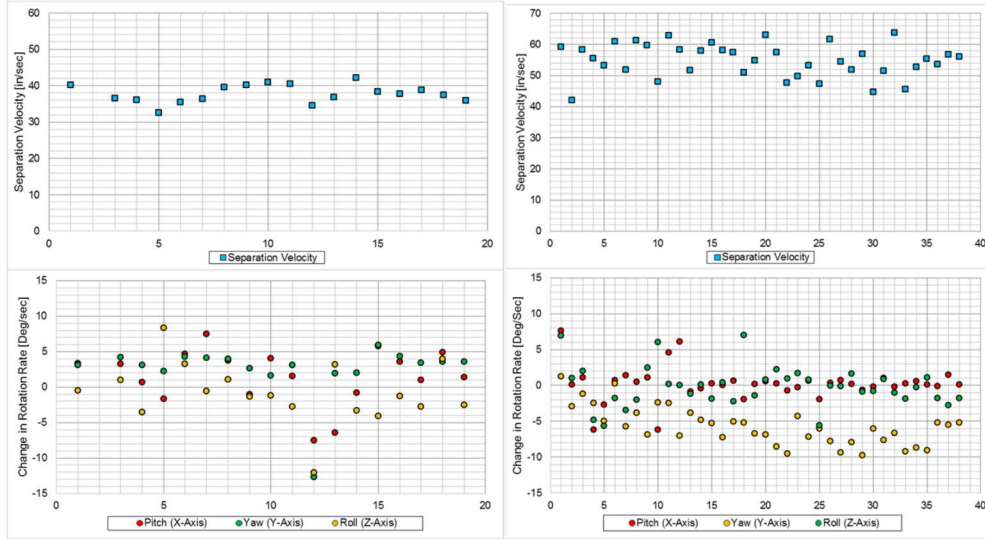 60
50
40
30
20
10
0
0 5 10 15 20
Separation Velocity [in/sec]
Separation Velocity
70
60
50
40
30
20
10
0
0 5 10 15 20 25 30 35 40
Separation Velocity [in/sec]
Separation Velocity
15
10
5
0
-5
-10
-15
0 5 10 15 20
Change in Rotation Rate [Deg/Sec]
Pitch (X-Axis) Yaw (Y-Axis) Roll (Z-Axis)
15
10
5
0
-5
-10
-15
0 5 10 15 20 25 30 35 40
Change in Rotation Rate [Deg/Sec]
Pitch (X-Axis) Yaw (Y-Axis) Roll (Z-Axis)